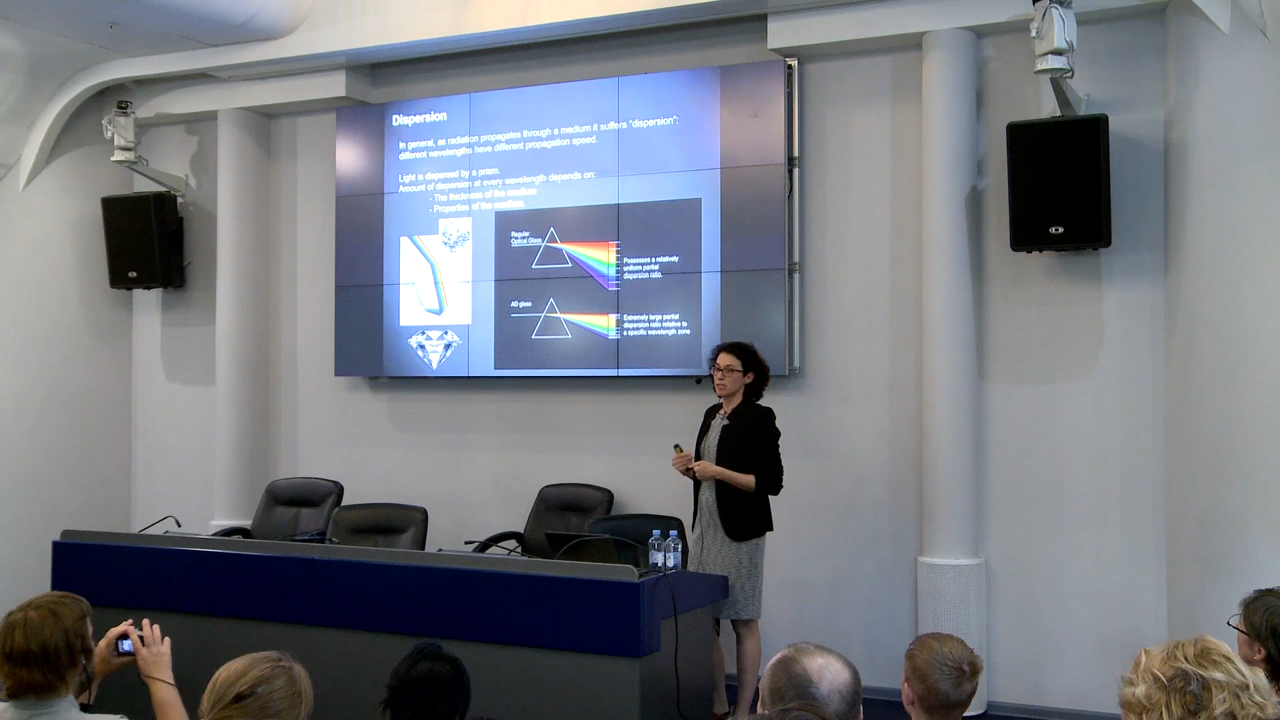 Dispersion
In general, as radiation propagates through a medium it suffers "dispersion":
different wavelengths have different propagation speed.
Light is dispersed by a prism.
Amount of dispersion at every wavelength depends on:
- The thickness of the medium
- Properties of the medium.
Regular
Optical Glass
Possesses a relatively
uniform partial
dispersion ratio.
AD glass
Extremely large partial
dispersion ratio relative to
a specific wavelength zone